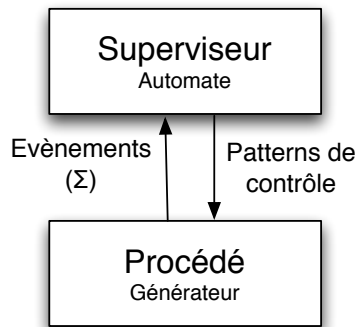 Superviseur
Automate
Evènements
(Σ)
Patterns de
contrôle
Procédé
Générateur